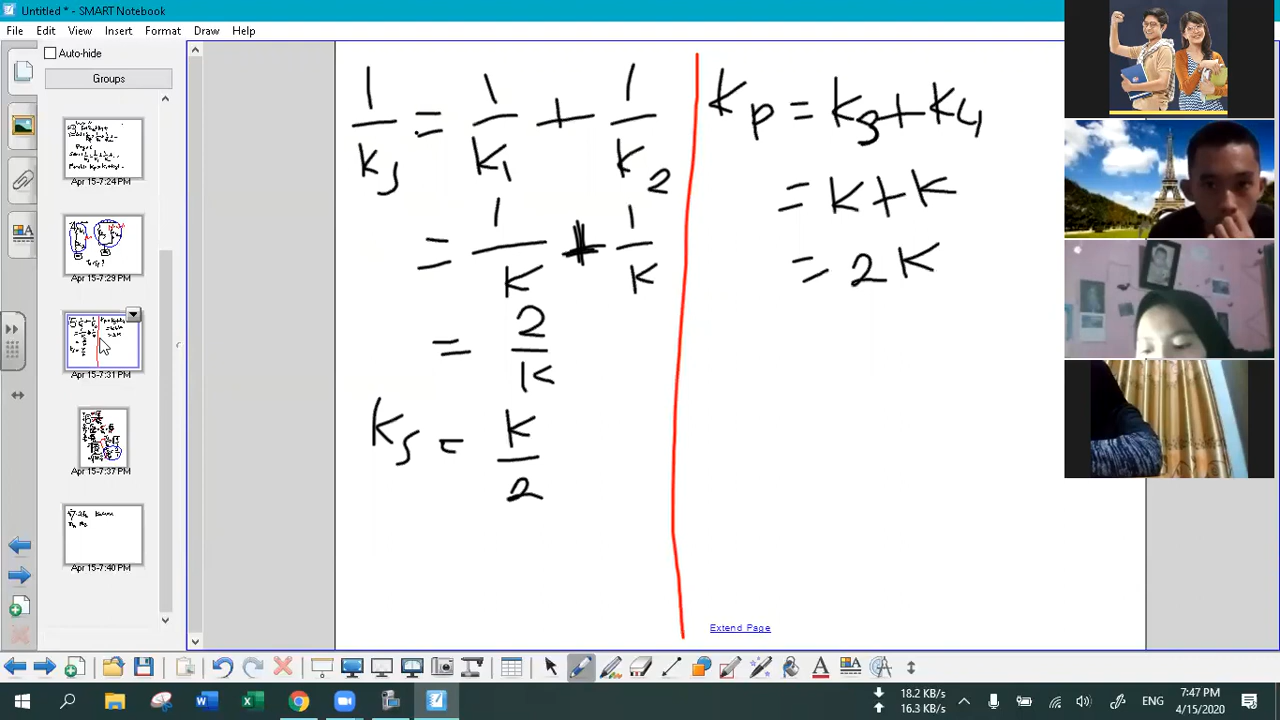 Untitled * - SMART Notebook
File Edit View Insert Format Draw Help
Auto-hide
Groups
Apr 15-7:24 PM
Apr 15-7:29 PM
Apr 15-7:31 PM
Apr 15-7:37 PM
Apr 15-7:40 PM
1/ks = 1/k1 + 1/k2
= 1/k + 1/k
= 2/k
ks = k/2
kp = k3 + k4
= k + k
= 2k
Extend Page
18.2 KB/s
16.3 KB/s
ENG
7:47 PM
4/15/2020